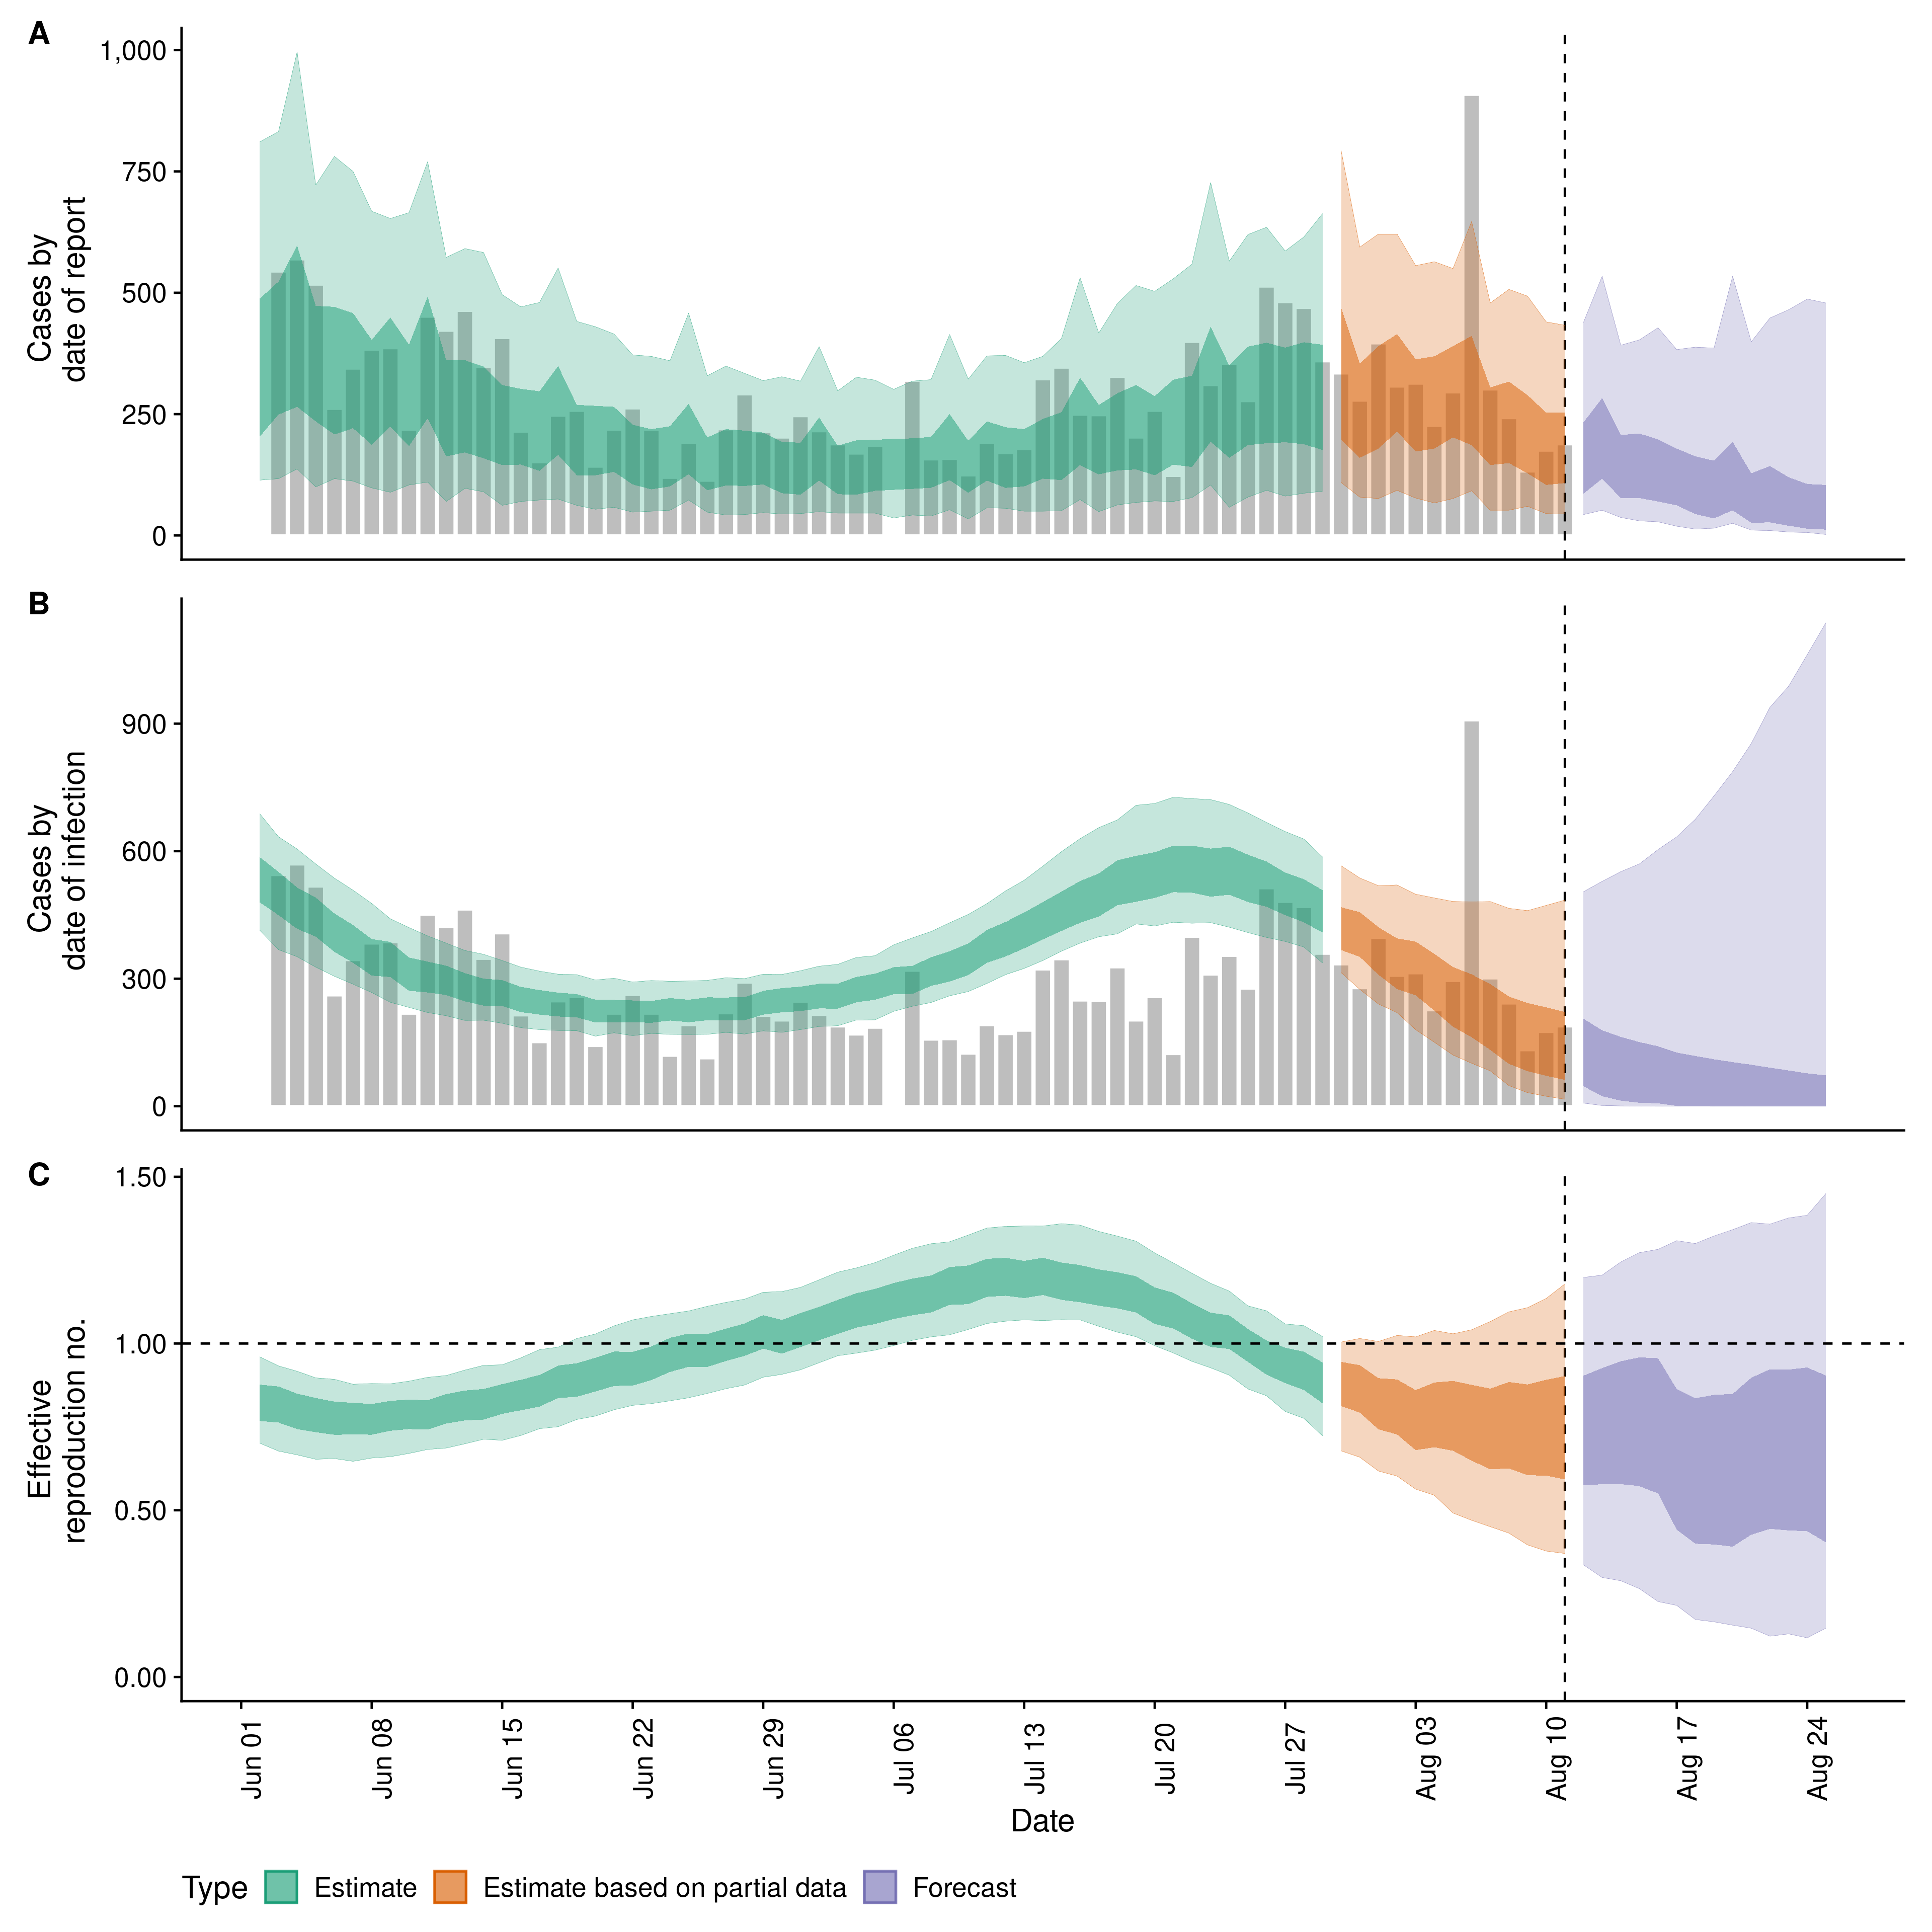 A
Cases by
date of report
1,000
750
500
250
0
B
Cases by
date of infection
900
600
300
0
C
Effective
reproduction no.
1.50
1.00
0.50
0.00
Jun 01
Jun 08
Jun 15
Jun 22
Jun 29
Jul 06
Jul 13
Jul 20
Jul 27
Aug 03
Aug 10
Aug 17
Aug 24
Date
Type Estimate Estimate based on partial data Forecast